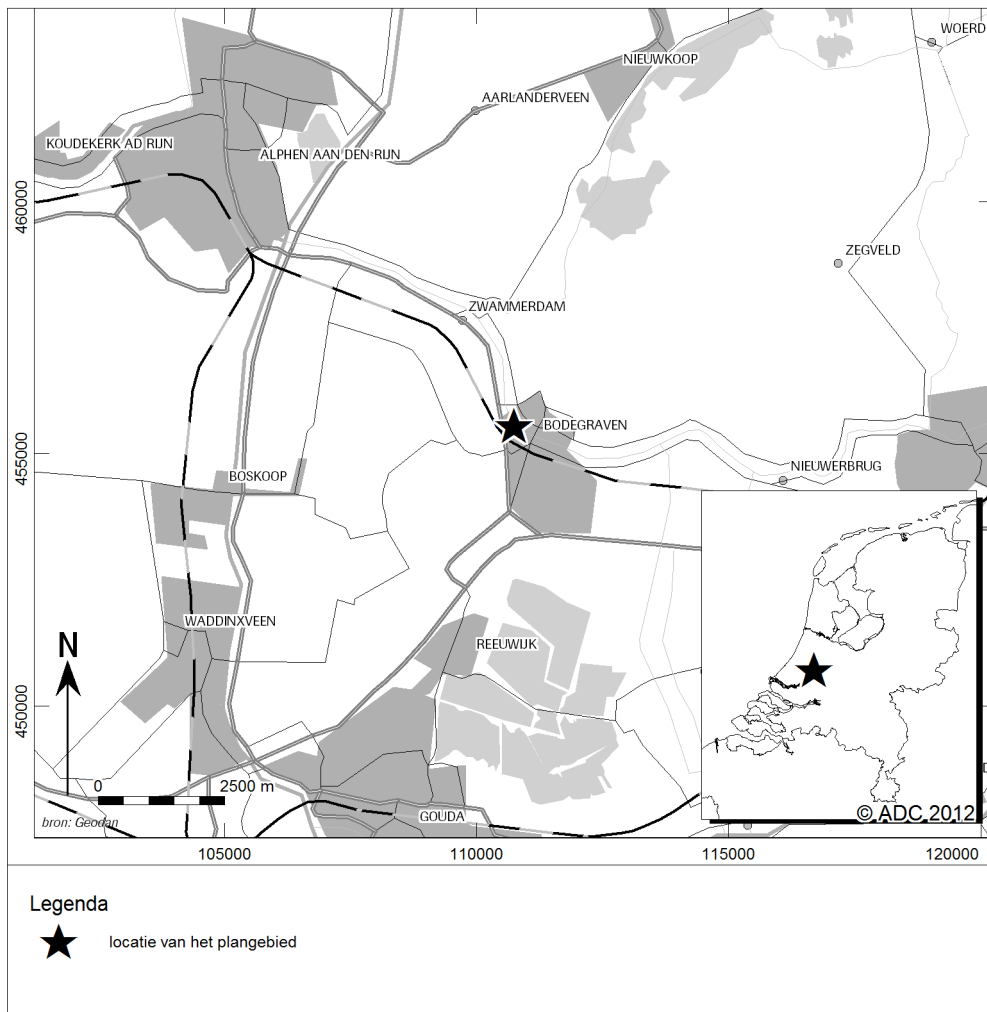 WOERD
NIEUWKOOP
AARLANDERVEEN
KOUDEKERK AD RIJN
ALPHEN AAN DEN RIJN
460000
ZEGVELD
ZWAMMERDAM
BODEGRAVEN
455000
NIEUWERBRUG
BOSKOOP
WADDINXVEEN
REEUWIJK
N
450000
0 2500 m
bron: Geodan
GOUDA
© ADC 2012
105000 110000 115000 120000
Legenda
locatie van het plangebied